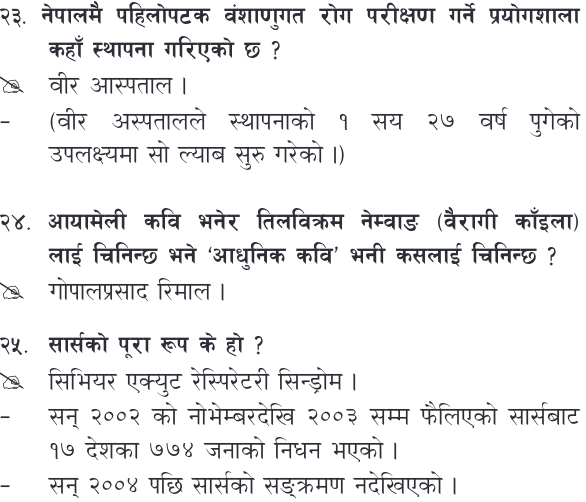 २३. नेपालमै पहिलोपटक वंशाणुगत रोग परीक्षण गर्ने प्रयोगशाला
कहाँ स्थापना गरिएको छ ?
वीर आस्पताल ।
– (वीर अस्पतालले स्थापनाको १ सय २७ वर्ष पुगेको
उपलक्ष्यमा सो ल्याब सुरु गरेको ।)
२४. आयामेली कवि भनेर तिलविक्रम नेम्वाङ (वैरागी काँइला)
लाई चिनिन्छ भने ‘आधुनिक कवि’ भनी कसलाई चिनिन्छ ?
गोपालप्रसाद रिमाल ।
२५. सार्सको पूरा रूप के हो ?
सिभियर एक्युट रेस्पिरेटरी सिन्ड्रोम ।
– सन् २००२ को नोभेम्बरदेखि २००३ सम्म फैलिएको सार्सबाट
१७ देशका ७७४ जनाको निधन भएको ।
– सन् २००४ पछि सार्सको सङ्क्रमण नदेखिएको ।